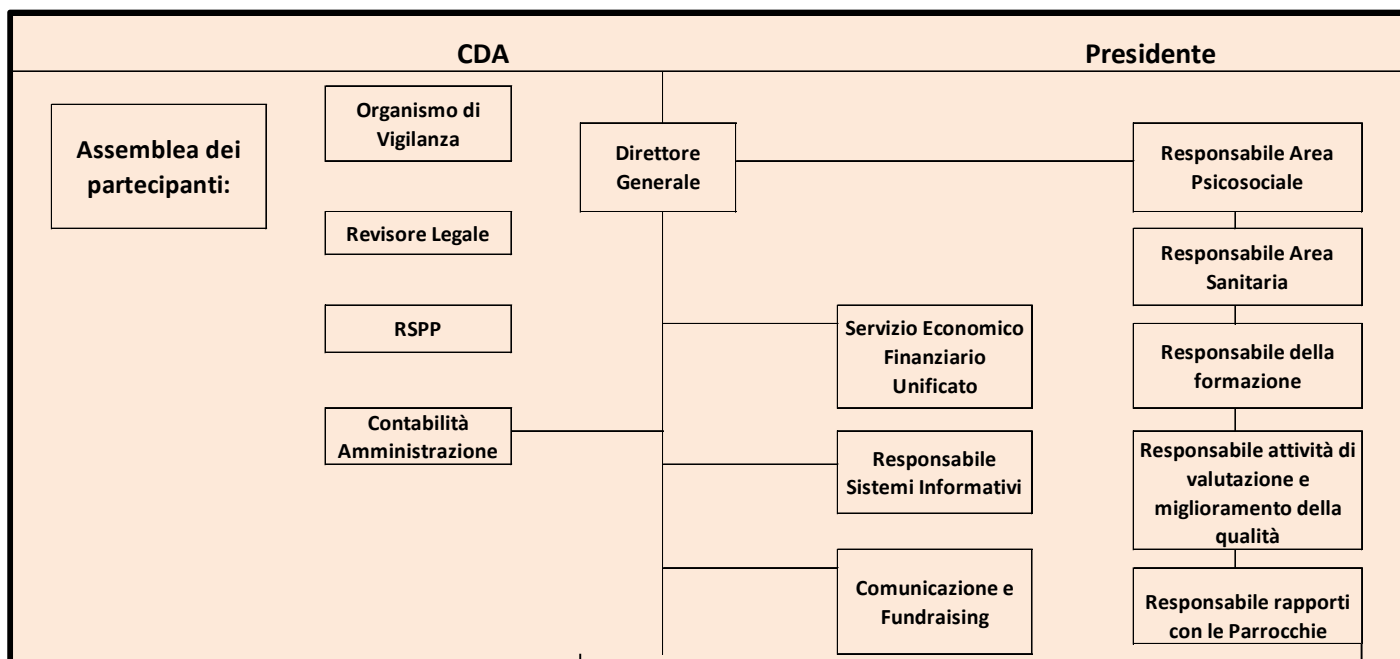 CDA
Presidente
Assemblea dei
partecipanti:
Organismo di
Vigilanza
Revisore Legale
RSPP
Contabilità
Amministrazione
Direttore
Generale
Servizio Economico
Finanziario
Unificato
Responsabile
Sistemi Informativi
Comunicazione e
Fundraising
Responsabile Area
Psicosociale
Responsabile Area
Sanitaria
Responsabile della
formazione
Responsabile attività di
valutazione e
miglioramento della
qualità
Responsabile rapporti
con le Parrocchie